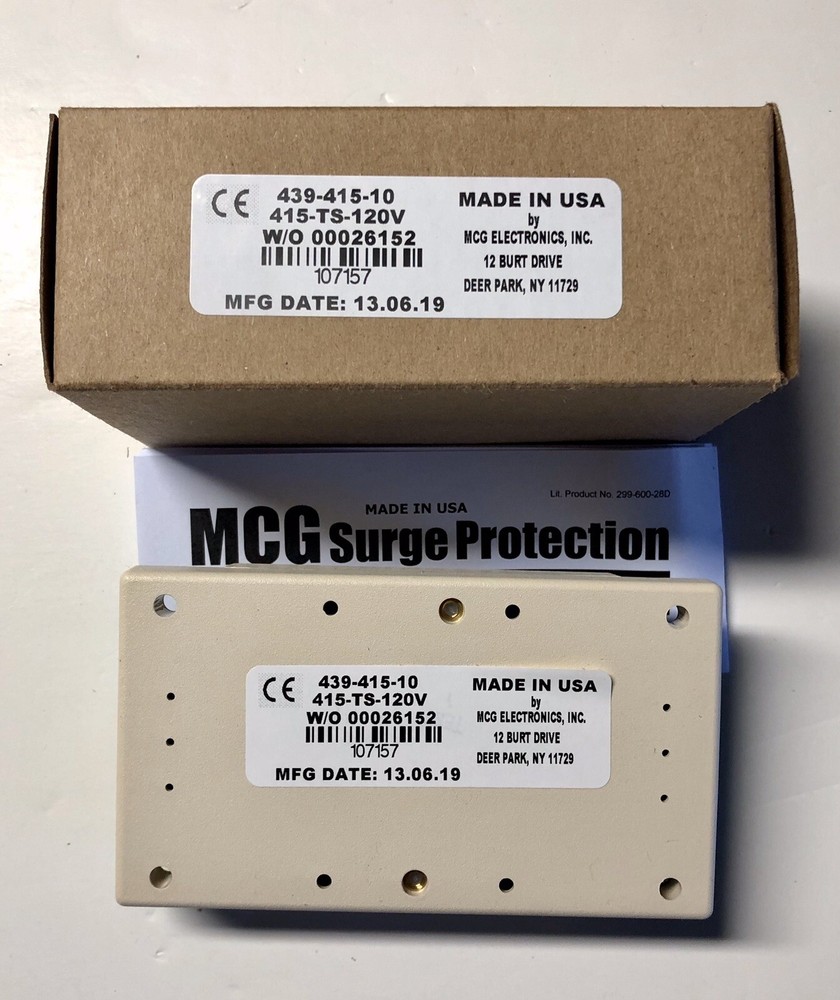 CE
439-415-10
415-TS-120V
W/O 00026152
107157
MFG DATE: 13.06.19
MADE IN USA
by
MCG ELECTRONICS, INC.
12 BURT DRIVE
DEER PARK, NY 11729
Lit. Product No. 299-600-28D
MADE IN USA
MCG Surge Protection
CE
439-415-10
415-TS-120V
W/O 00026152
107157
MFG DATE: 13.06.19
MADE IN USA
by
MCG ELECTRONICS, INC.
12 BURT DRIVE
DEER PARK, NY 11729